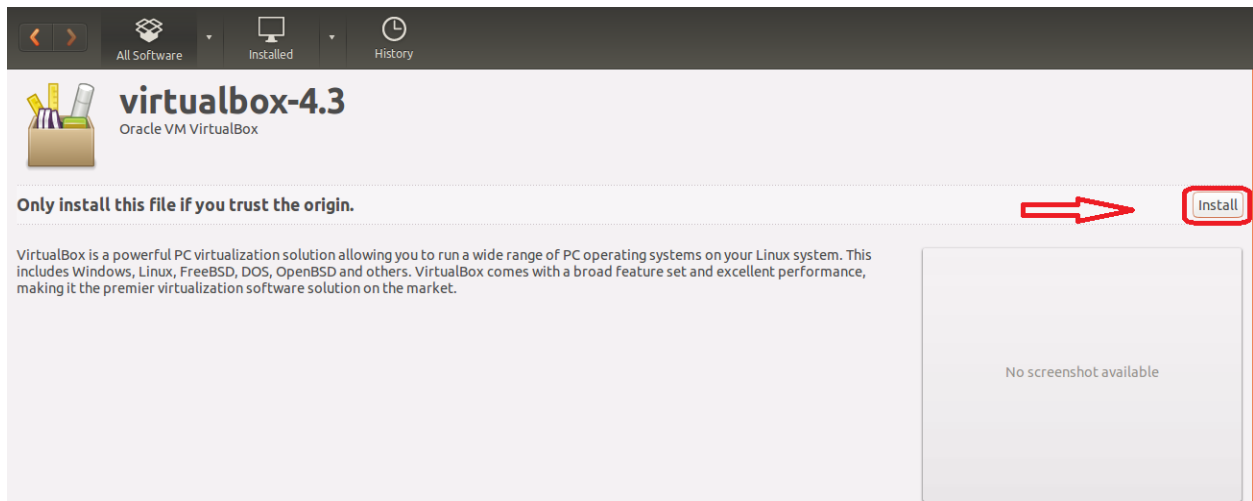 All Software
Installed
History
virtualbox-4.3
Oracle VM VirtualBox
Only install this file if you trust the origin.
Install
VirtualBox is a powerful PC virtualization solution allowing you to run a wide range of PC operating systems on your Linux system. This
includes Windows, Linux, FreeBSD, DOS, OpenBSD and others. VirtualBox comes with a broad feature set and excellent performance,
making it the premier virtualization software solution on the market.
No screenshot available